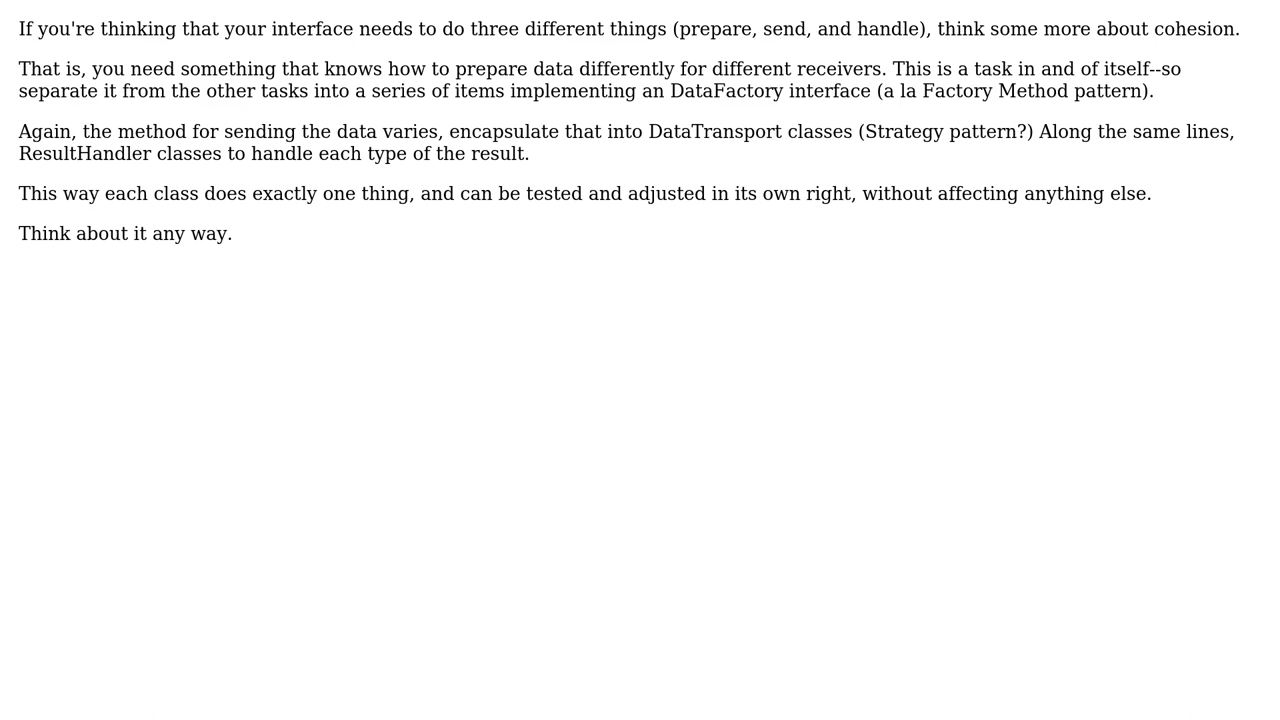 If you're thinking that your interface needs to do three different things (prepare, send, and handle), think some more about cohesion.
That is, you need something that knows how to prepare data differently for different receivers. This is a task in and of itself--so
separate it from the other tasks into a series of items implementing an DataFactory interface (a la Factory Method pattern).
Again, the method for sending the data varies, encapsulate that into DataTransport classes (Strategy pattern?) Along the same lines,
ResultHandler classes to handle each type of the result.
This way each class does exactly one thing, and can be tested and adjusted in its own right, without affecting anything else.
Think about it any way.